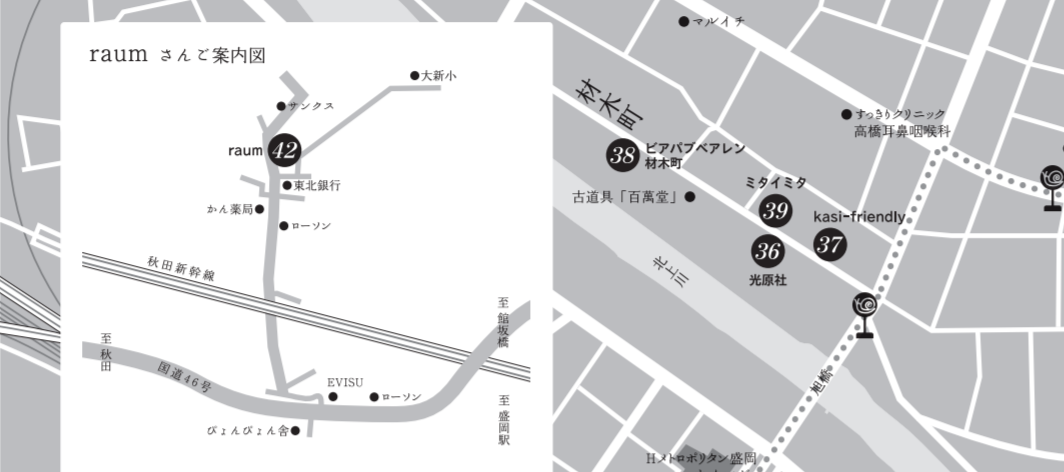 raum さんご案内図
大新小
サンクス
raum
42
東北銀行
かん薬局
ローソン
秋田新幹線
至 秋田
国道46号
至 館坂橋
EVISU
ローソン
ぴょんぴょん舎
至 盛岡駅
マルイチ
材木町
すっきりクリニック
高橋耳鼻咽喉科
38
ビアパブベアレン
材木町
古道具「百萬堂」
ミタイミタ
39
kasi-friendly
37
36
光原社
北上川
旭橋
Hメトロポリタン盛岡